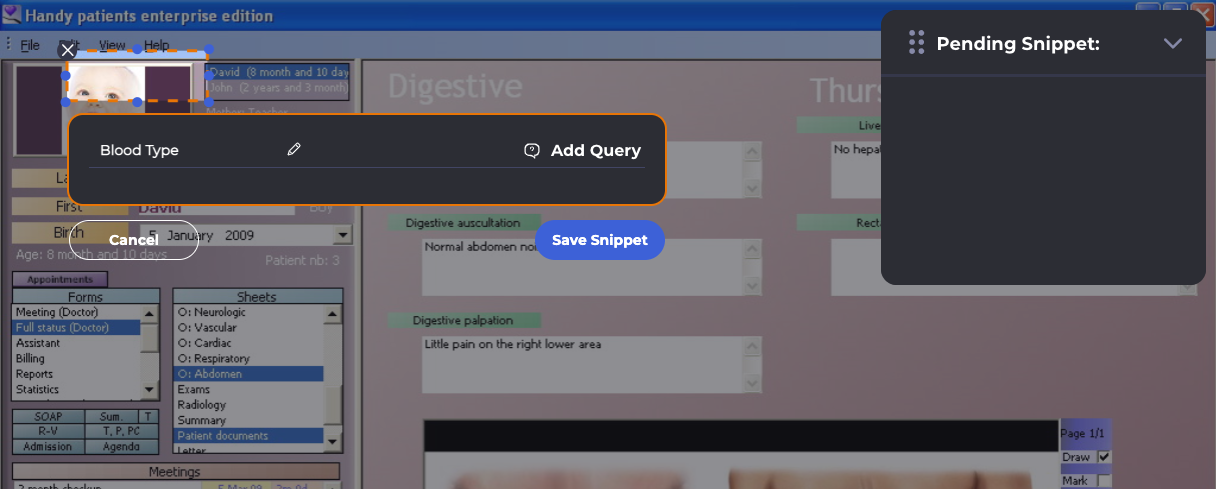 Handy patients enterprise edition
File Edit View Help
Pending Snippet:
David (8 month and 10 day
John (2 years and 3 month)
Mother: Teacher
Digestive
Thurs
Live
Blood Type
Add Query
No hepat
La
First David Boy
Birth 5 January 2009
Cancel
Save Snippet
Digestive auscultation
Rect
Age: 8 month and 10 days
Patient nb: 3
Normal abdomen no
Appointments
Forms
Sheets
Meeting (Doctor)
Full status (Doctor)
Assistant
Billing
Reports
Statistics
O: Neurologic
O: Vascular
O: Cardiac
O: Respiratory
O: Abdomen
Exams
Radiology
Summary
Patient documents
Letter
Digestive palpation
Little pain on the right lower area
SOAP Sum. T
R-V T, P, PC
Admission Agenda
Meetings
3 month checkup 5 Mar 09 2m 0d
Page 1/1
Draw
Mark